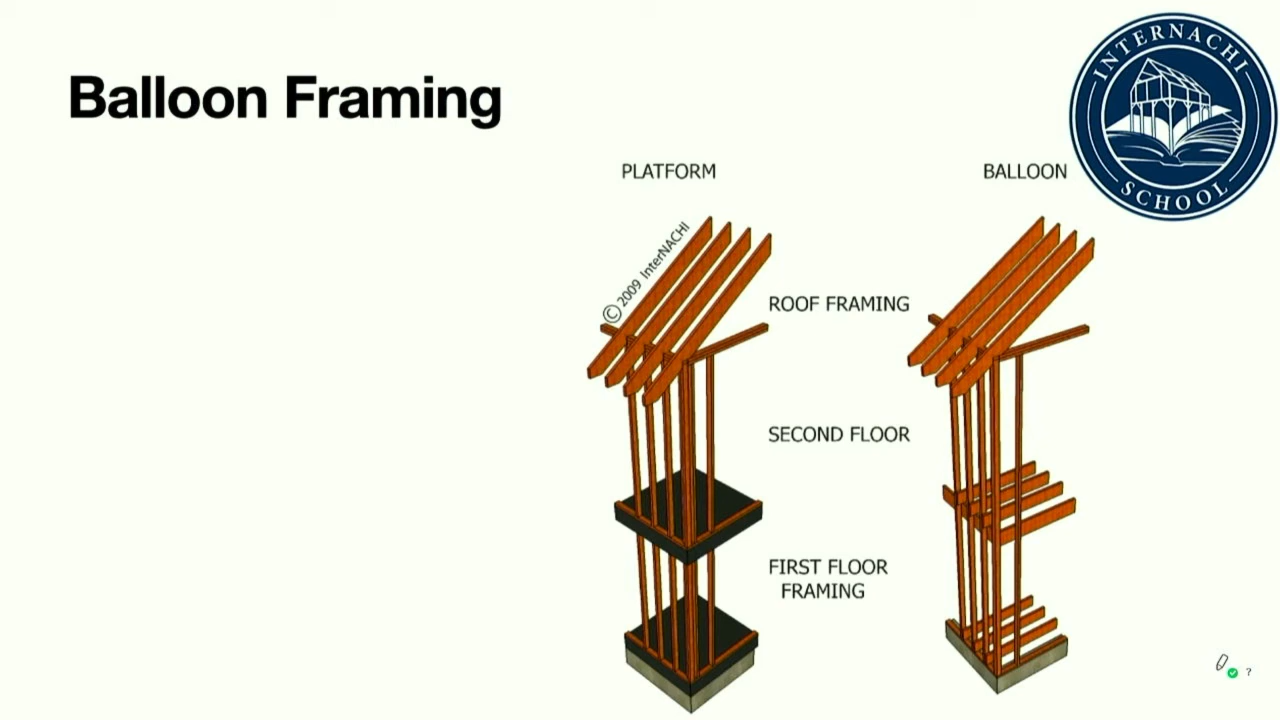 Balloon Framing
INTERNACHI
SCHOOL
PLATFORM
BALLOON
© 2009 InterNACHI
ROOF FRAMING
SECOND FLOOR
FIRST FLOOR
FRAMING
?